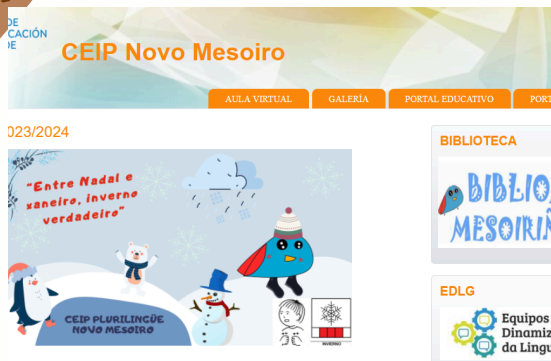 DE
CACIÓN
DE
CEIP Novo Mesoiro
AULA VIRTUAL
GALERÍA
PORTAL EDUCATIVO
PORT
023/2024
"Entre Nadal e
xaneiro, inverno
verdadeiro"
CEIP PLURILINGÜE
NOVO MESOIRO
INVERNO
BIBLIOTECA
BIBLIO
MESOIRIÑ
EDLG
Equipos
Dinamiz
da Lingu